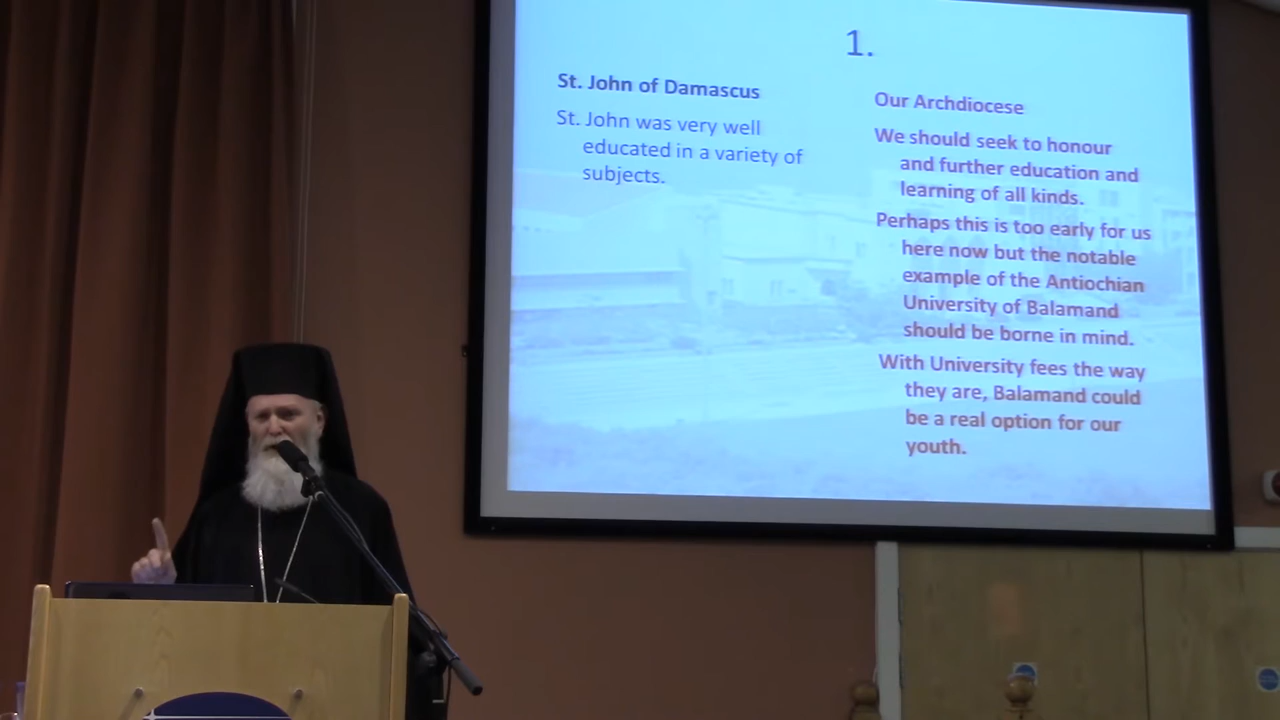 1.
St. John of Damascus
St. John was very well
educated in a variety of
subjects.
Our Archdiocese
We should seek to honour
and further education and
learning of all kinds.
Perhaps this is too early for us
here now but the notable
example of the Antiochian
University of Balamand
should be borne in mind.
With University fees the way
they are, Balamand could
be a real option for our
youth.